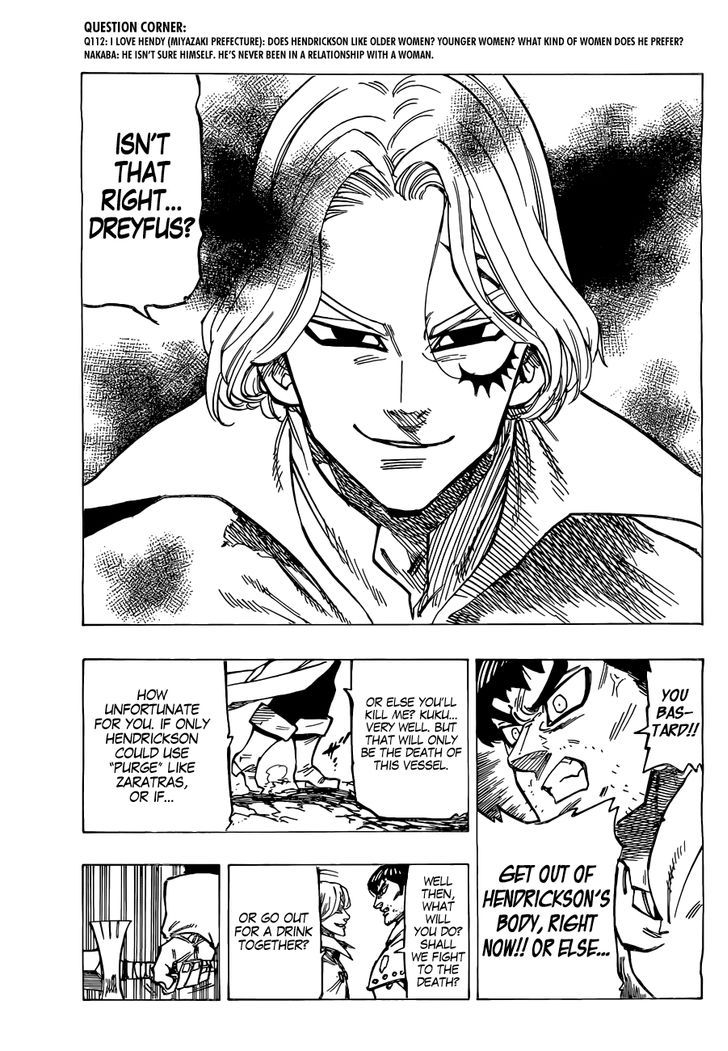 QUESTION CORNER:
Q112: I LOVE HENDY (MIYAZAKI PREFECTURE): DOES HENDRICKSON LIKE OLDER WOMEN? YOUNGER WOMEN? WHAT KIND OF WOMEN DOES HE PREFER?
NAKABA: HE ISN'T SURE HIMSELF. HE'S NEVER BEEN IN A RELATIONSHIP WITH A WOMAN.
ISN'T
THAT
RIGHT...
DREYFUS?
YOU
BAS-
TARD!!
GET OUT OF
HENDRICKSON'S
BODY, RIGHT
NOW!! OR ELSE...
OR ELSE YOU'LL
KILL ME? KUKU...
VERY WELL. BUT
THAT WILL ONLY
BE THE DEATH OF
THIS VESSEL.
HOW
UNFORTUNATE
FOR YOU. IF ONLY
HENDRICKSON
COULD USE
"PURGE" LIKE
ZARATRAS,
OR IF...
WELL
THEN,
WHAT
WILL
YOU DO?
SHALL
WE FIGHT
TO THE
DEATH?
OR GO OUT
FOR A DRINK
TOGETHER?